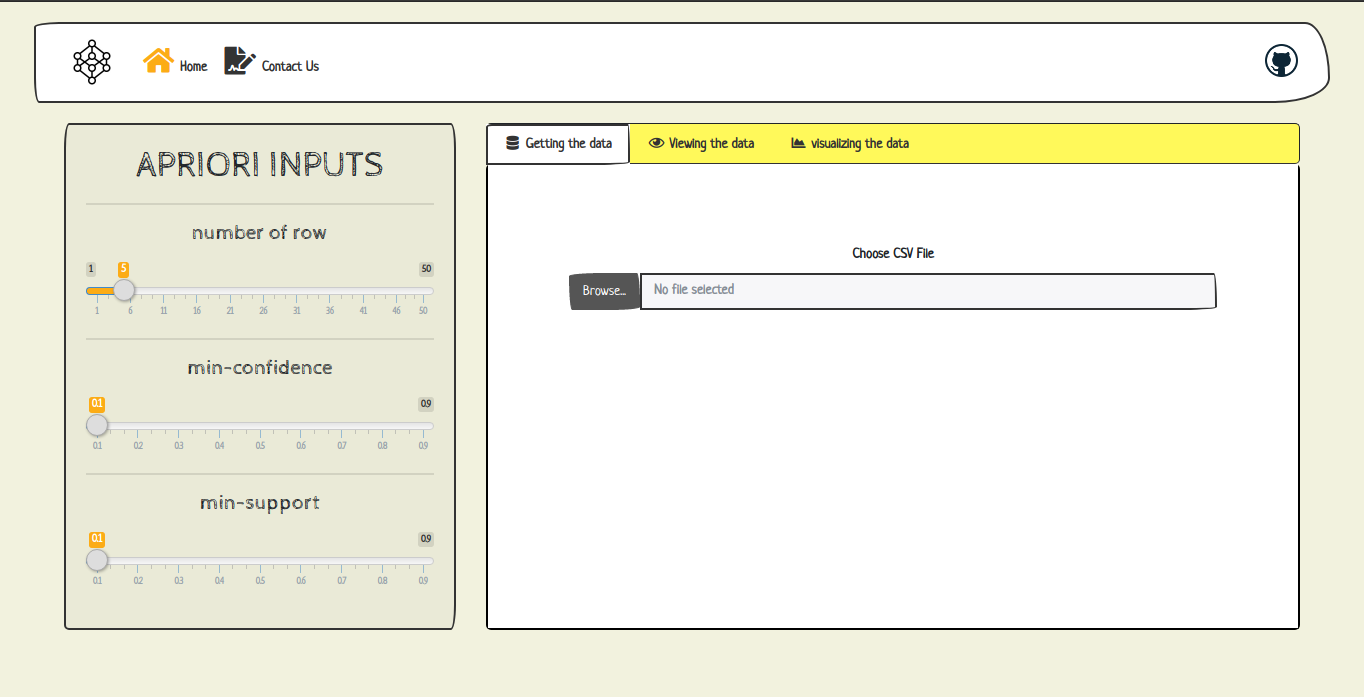 Home Contact Us
APRIORI INPUTS
number of row
1 5 50
1 6 11 16 21 26 31 36 41 46 50
min-confidence
0.1 0.9
0.1 0.2 0.3 0.4 0.5 0.6 0.7 0.8 0.9
min-support
0.1 0.9
0.1 0.2 0.3 0.4 0.5 0.6 0.7 0.8 0.9
Getting the data Viewing the data visualizing the data
Choose CSV File
Browse... No file selected